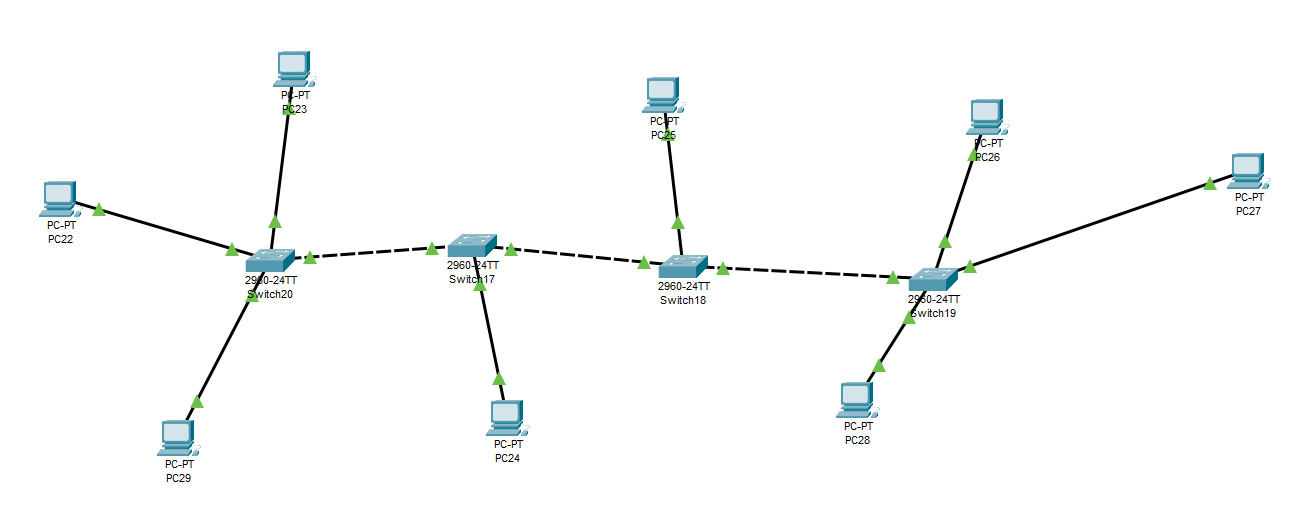 PC-PT
PC23
PC-PT
PC25
PC-PT
PC26
PC-PT
PC27
PC-PT
PC22
2960-24TT
Switch20
2960-24TT
Switch17
2960-24TT
Switch18
2960-24TT
Switch19
PC-PT
PC29
PC-PT
PC24
PC-PT
PC28